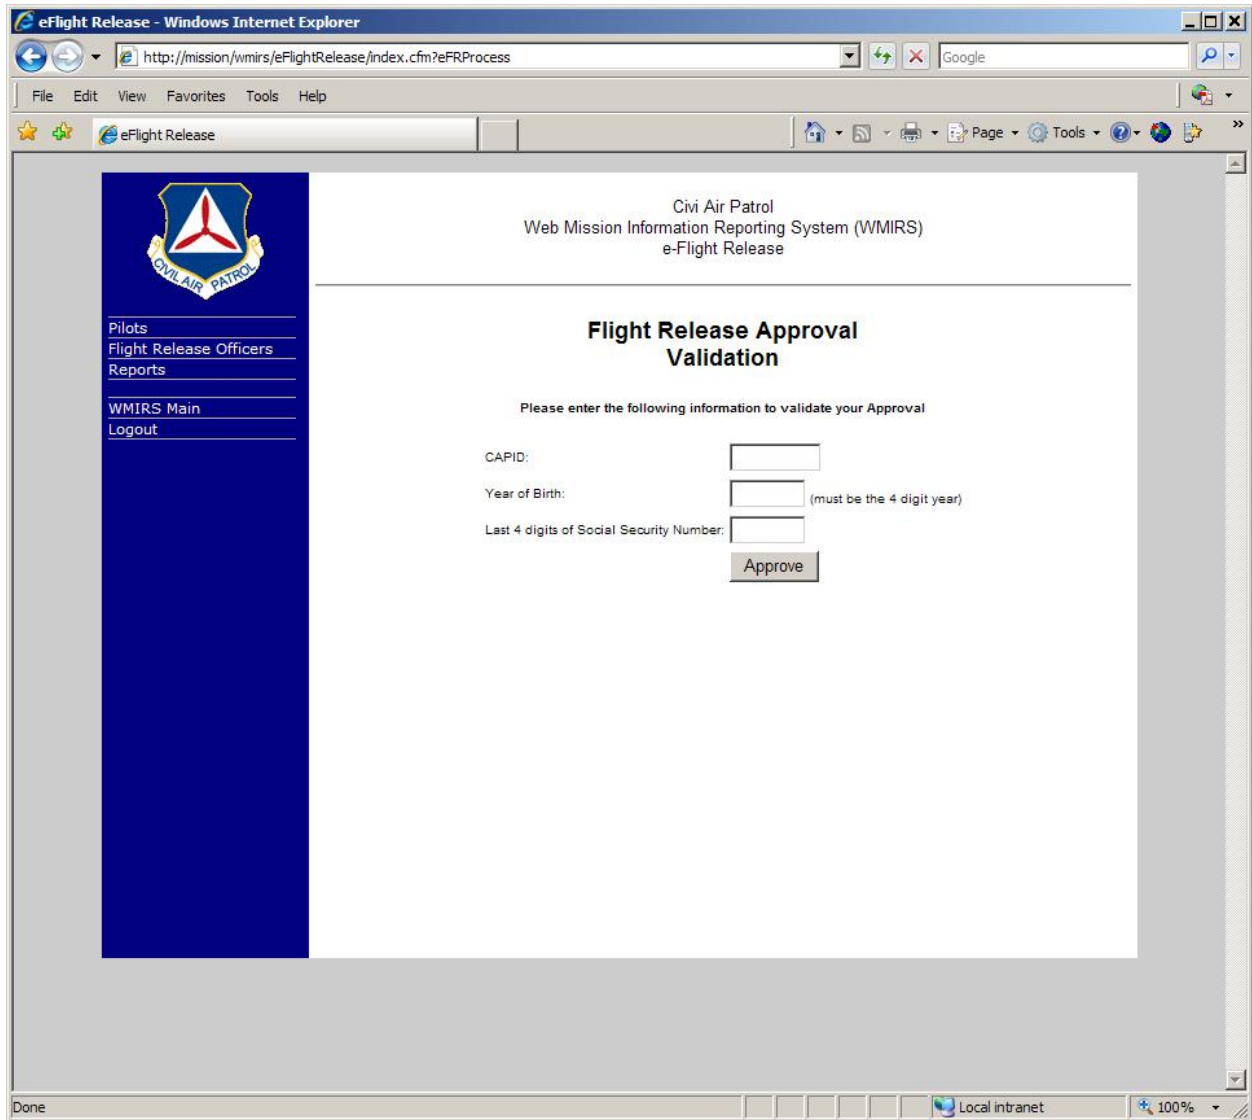 eFlight Release - Windows Internet Explorer
http://mission/wmirs/eFlightRelease/index.cfm?eFRProcess
Google
File Edit View Favorites Tools Help
eFlight Release
Page Tools
CIVIL AIR PATROL
Civi Air Patrol
Web Mission Information Reporting System (WMIRS)
e-Flight Release
Pilots
Flight Release Officers
Reports
WMIRS Main
Logout
Flight Release Approval
Validation
Please enter the following information to validate your Approval
CAPID:
Year of Birth: (must be the 4 digit year)
Last 4 digits of Social Security Number:
Approve
Done Local intranet 100%